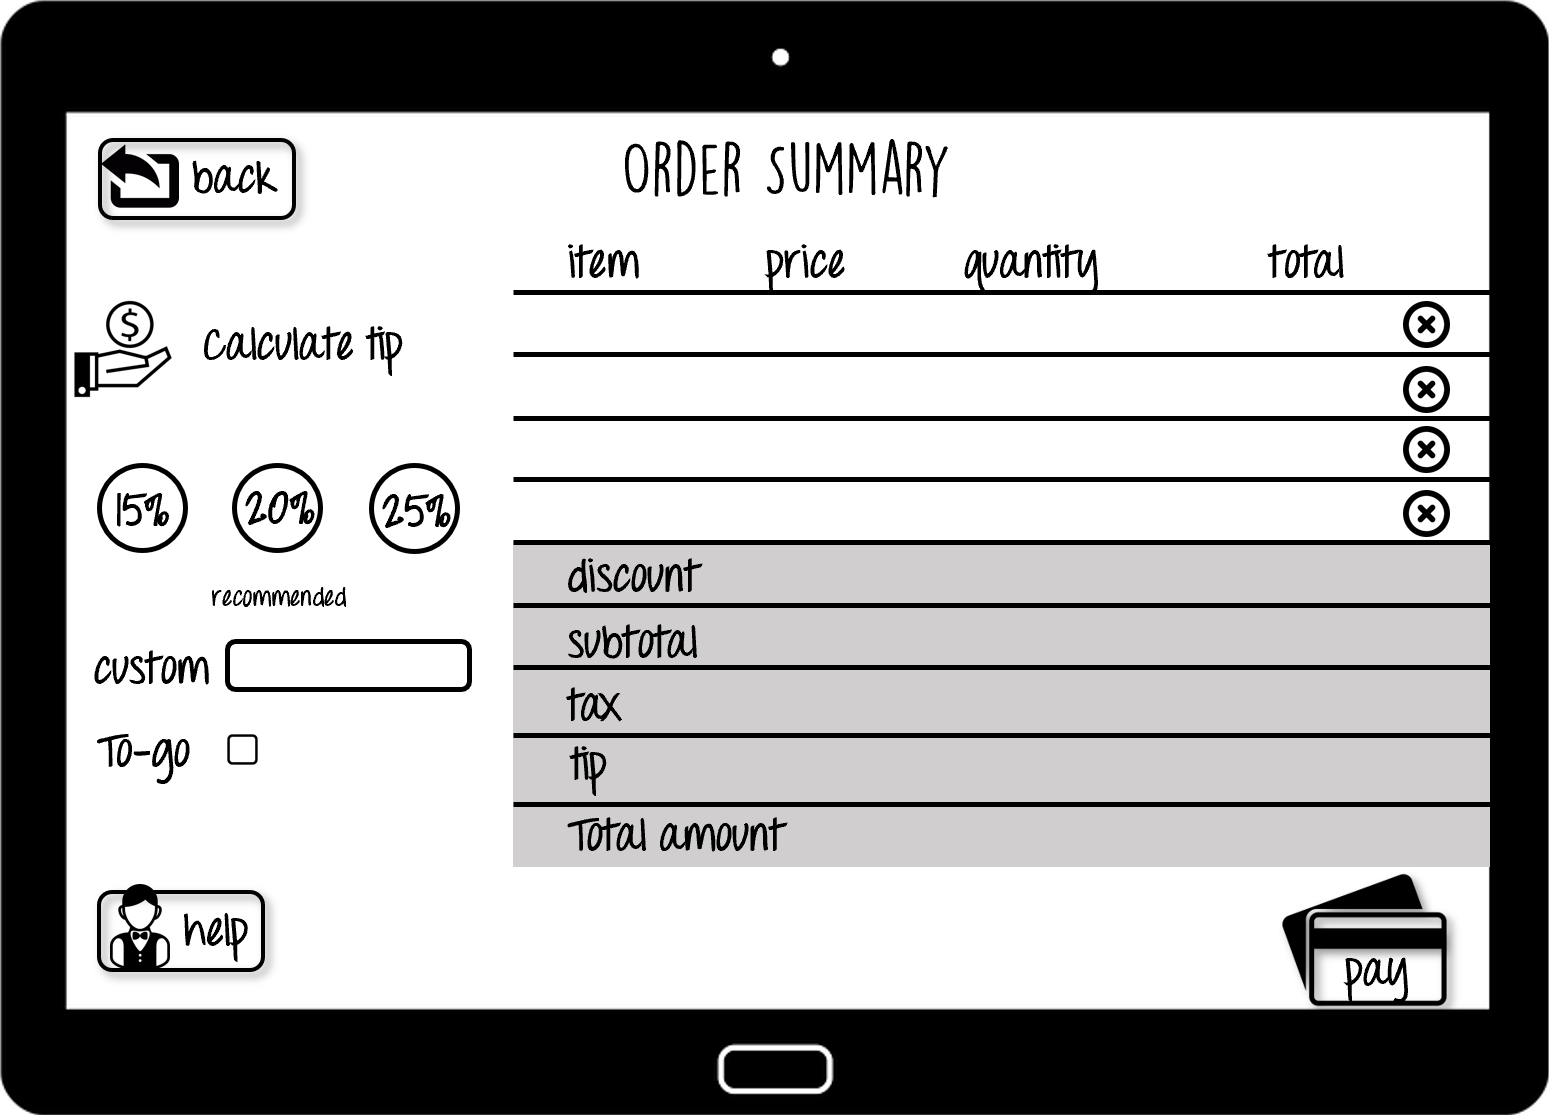 back
ORDER SUMMARY
item price quantity total
$ Calculate tip
15% 20% 25%
recommended
custom
To-go
discount
subtotal
tax
tip
Total amount
help
pay